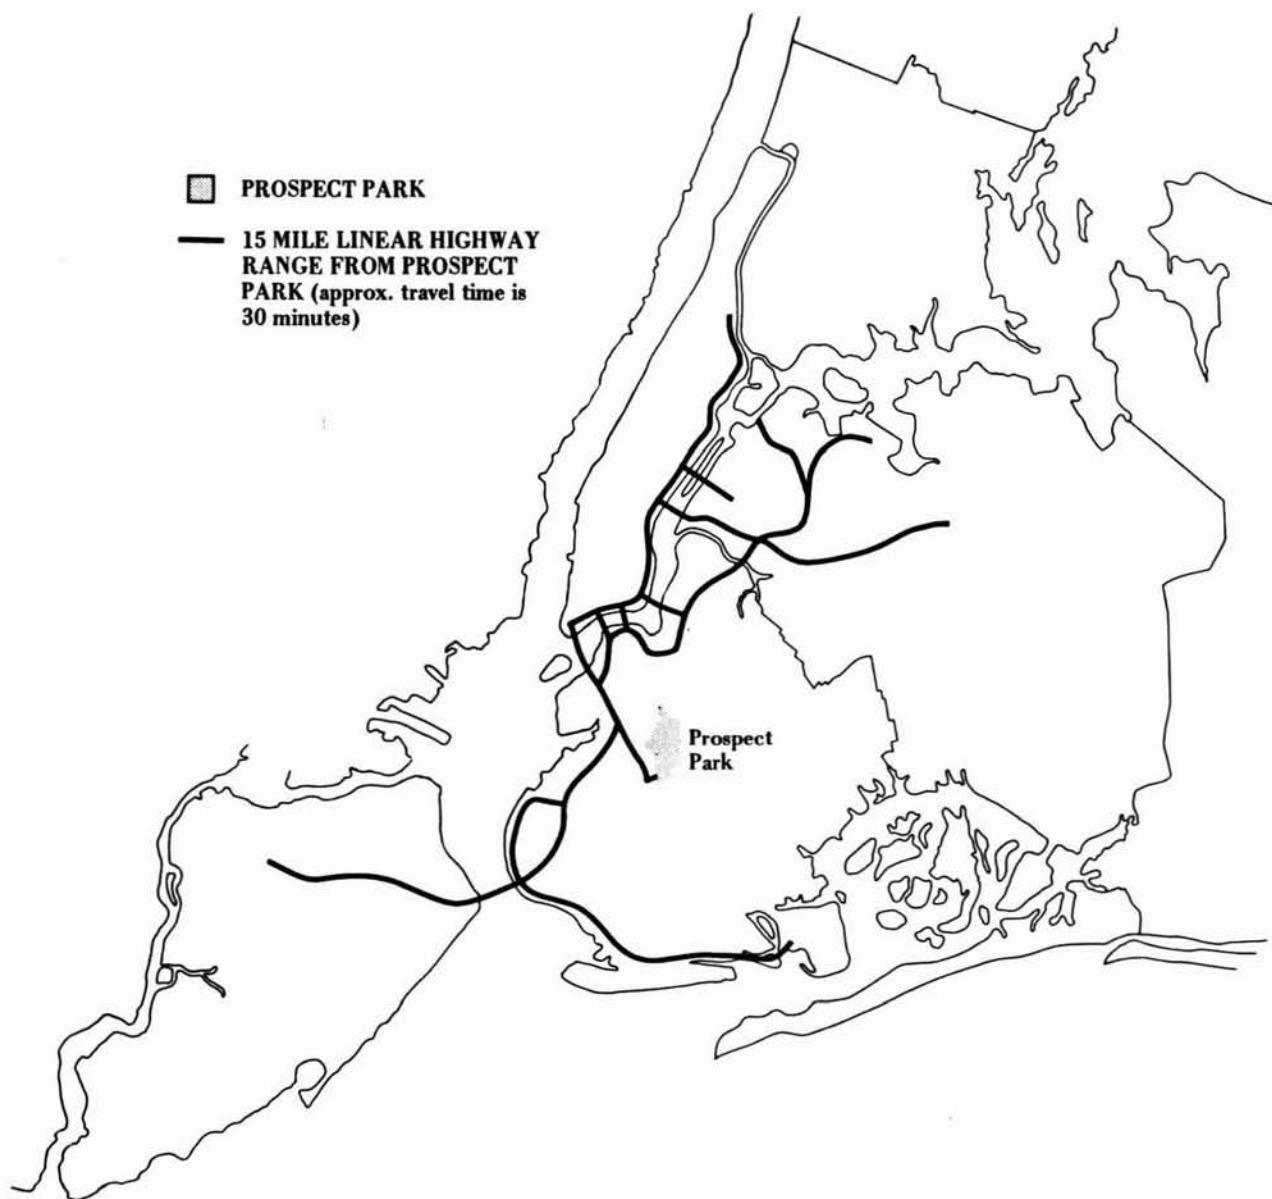 PROSPECT PARK
15 MILE LINEAR HIGHWAY
RANGE FROM PROSPECT
PARK (approx. travel time is
30 minutes)
Prospect
Park